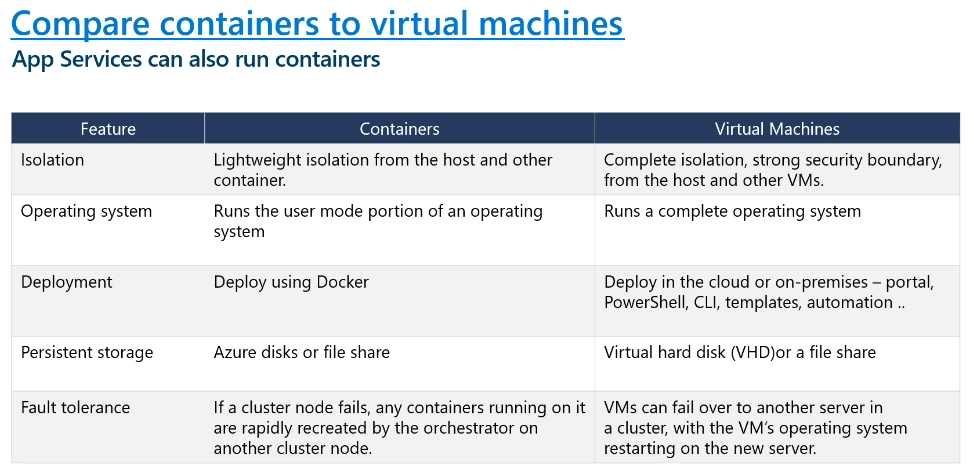 Compare containers to virtual machines
App Services can also run containers
Feature Containers Virtual Machines
Isolation Lightweight isolation from the host and other Complete isolation, strong security boundary,
container. from the host and other VMs.
Operating system Runs the user mode portion of an operating Runs a complete operating system
system
Deployment Deploy using Docker Deploy in the cloud or on-premises – portal,
PowerShell, CLI, templates, automation ..
Persistent storage Azure disks or file share Virtual hard disk (VHD)or a file share
Fault tolerance If a cluster node fails, any containers running on it VMs can fail over to another server in
are rapidly recreated by the orchestrator on a cluster, with the VM's operating system
another cluster node. restarting on the new server.